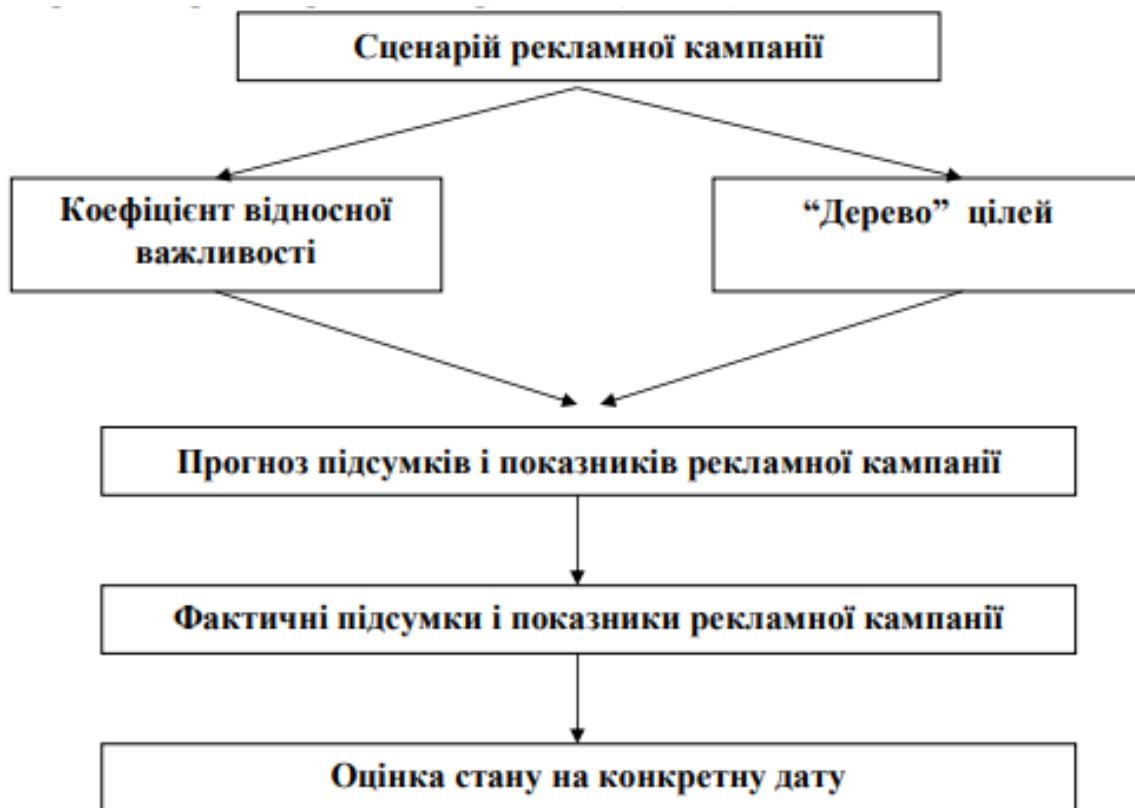 Сценарій рекламної кампанії
Коефіцієнт відносної
важливості
“Дерево” цілей
Прогноз підсумків і показників рекламної кампанії
Фактичні підсумки і показники рекламної кампанії
Оцінка стану на конкретну дату